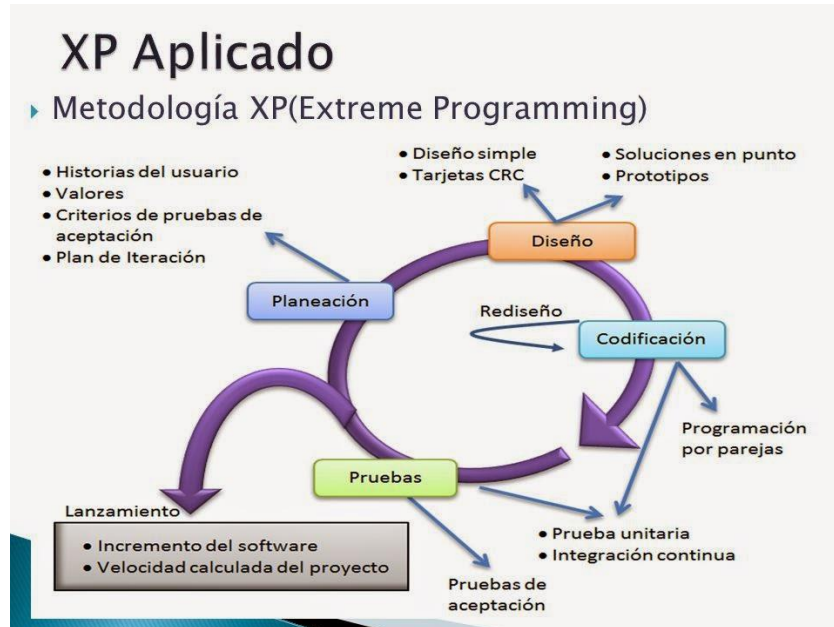 XP Aplicado
Metodología XP(Extreme Programming)
• Historias del usuario
• Valores
• Criterios de pruebas de
aceptación
• Plan de Iteración
• Diseño simple
• Tarjetas CRC
• Soluciones en punto
• Prototipos
Diseño
Planeación
Rediseño
Codificación
Programación
por parejas
Pruebas
Lanzamiento
• Incremento del software
• Velocidad calculada del proyecto
• Prueba unitaria
• Integración continua
Pruebas de
aceptación